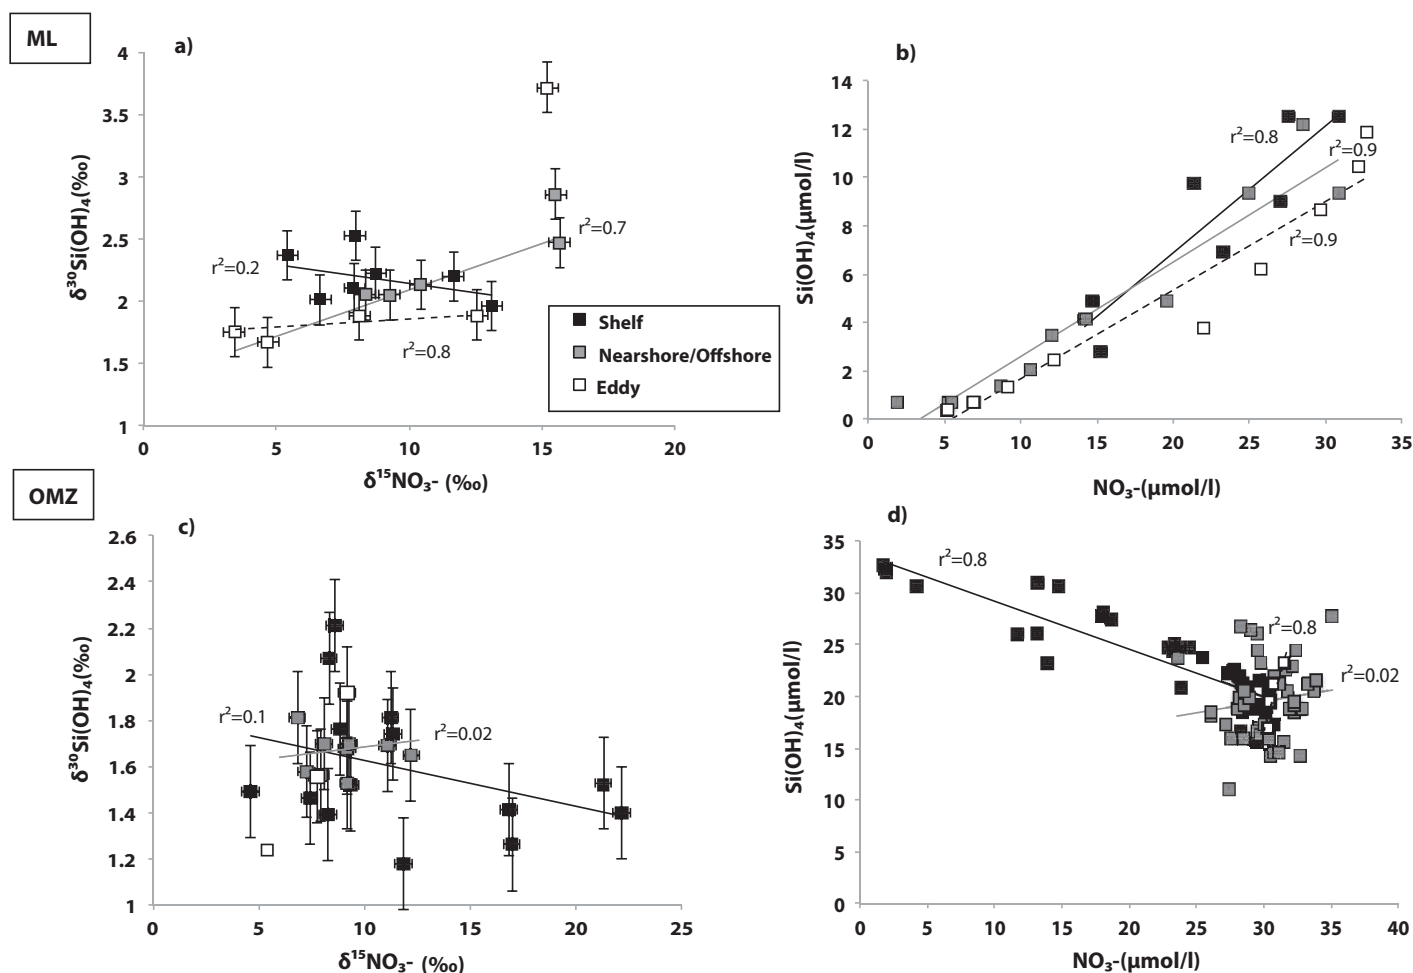 ML
a)
4
3.5
3
2.5
2
1.5
1
0
5
10
15
20
δ³⁰Si(OH)₄(‰)
δ¹⁵NO₃- (‰)
r²=0.2
r²=0.7
r²=0.8
Shelf
Nearshore/Offshore
Eddy
b)
14
12
10
8
6
4
2
0
0
5
10
15
20
25
30
35
Si(OH)₄(µmol/l)
NO₃-(µmol/l)
r²=0.8
r²=0.9
r²=0.9
OMZ
c)
2.6
2.4
2.2
2
1.8
1.6
1.4
1.2
1
0
5
10
15
20
25
δ³⁰Si(OH)₄(‰)
δ¹⁵NO₃- (‰)
r²=0.1
r²=0.02
d)
35
30
25
20
15
10
5
0
0
5
10
15
20
25
30
35
40
Si(OH)₄(µmol/l)
NO₃-(µmol/l)
r²=0.8
r²=0.8
r²=0.02